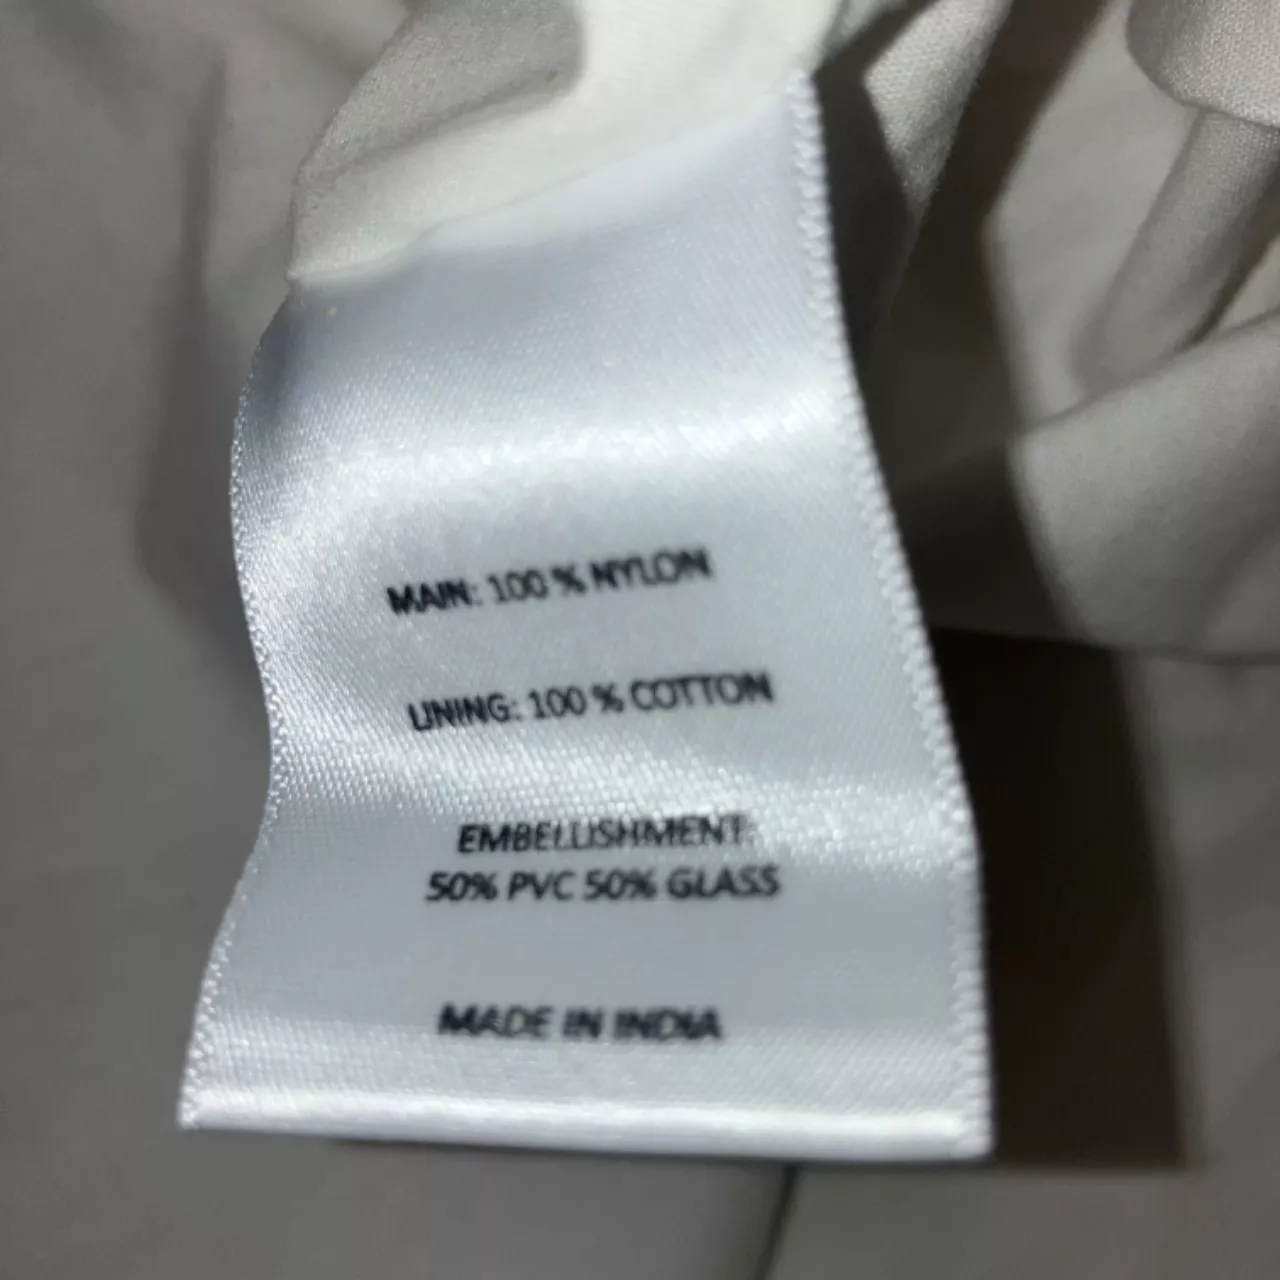 MAIN: 100 % NYLON
LINING: 100 % COTTON
EMBELLISHMENT:
50% PVC 50% GLASS
MADE IN INDIA